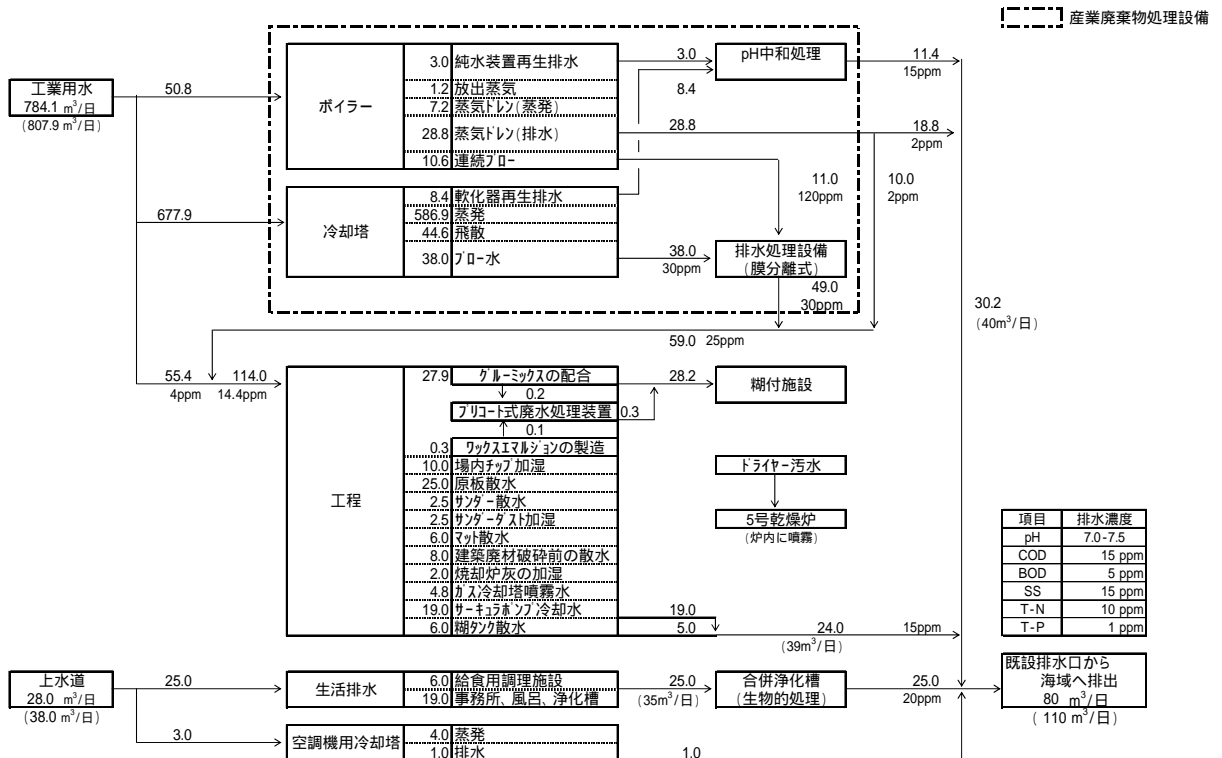 産業廃棄物処理設備
工業用水
784.1 m³/日
(807.9 m³/日)
50.8
ボイラー
3.0 純水装置再生排水
1.2 放出蒸気
7.2 蒸気ドレン(蒸発)
28.8 蒸気ドレン(排水)
10.6 連続ブロー
3.0
pH中和処理
11.4
15ppm
8.4
28.8
18.8
2ppm
11.0
120ppm
10.0
2ppm
677.9
冷却塔
8.4 軟化器再生排水
586.9 蒸発
44.6 飛散
38.0 ブロー水
38.0
30ppm
排水処理設備
(膜分離式)
49.0
30ppm
30.2
(40m³/日)
59.0 25ppm
55.4 114.0
4ppm 14.4ppm
工程
27.9 グルーミックスの配合
0.2
プリコート式廃水処理装置 0.3
0.1
0.3 ワックスエマルジョンの製造
10.0 場内チップ加湿
25.0 原板散水
2.5 サンダー散水
2.5 サンダーダスト加湿
6.0 マット散水
8.0 建築廃材破砕前の散水
2.0 焼却炉灰の加湿
4.8 ガス冷却塔噴霧水
19.0 サーキュラポンプ冷却水
6.0 糊タンク散水
28.2
糊付施設
ドライヤー汚水
5号乾燥炉
(炉内に噴霧)
19.0
5.0
24.0 15ppm
(39m³/日)
項目 排水濃度
pH 7.0-7.5
COD 15 ppm
BOD 5 ppm
SS 15 ppm
T-N 10 ppm
T-P 1 ppm
上水道
28.0 m³/日
(38.0 m³/日)
25.0
生活排水
6.0 給食用調理施設
19.0 事務所、風呂、浄化槽
25.0
(35m³/日)
合併浄化槽
(生物的処理)
25.0
20ppm
既設排水口から
海域へ排出
80 m³/日
( 110 m³/日)
3.0
空調機用冷却塔
4.0 蒸発
1.0 排水
1.0